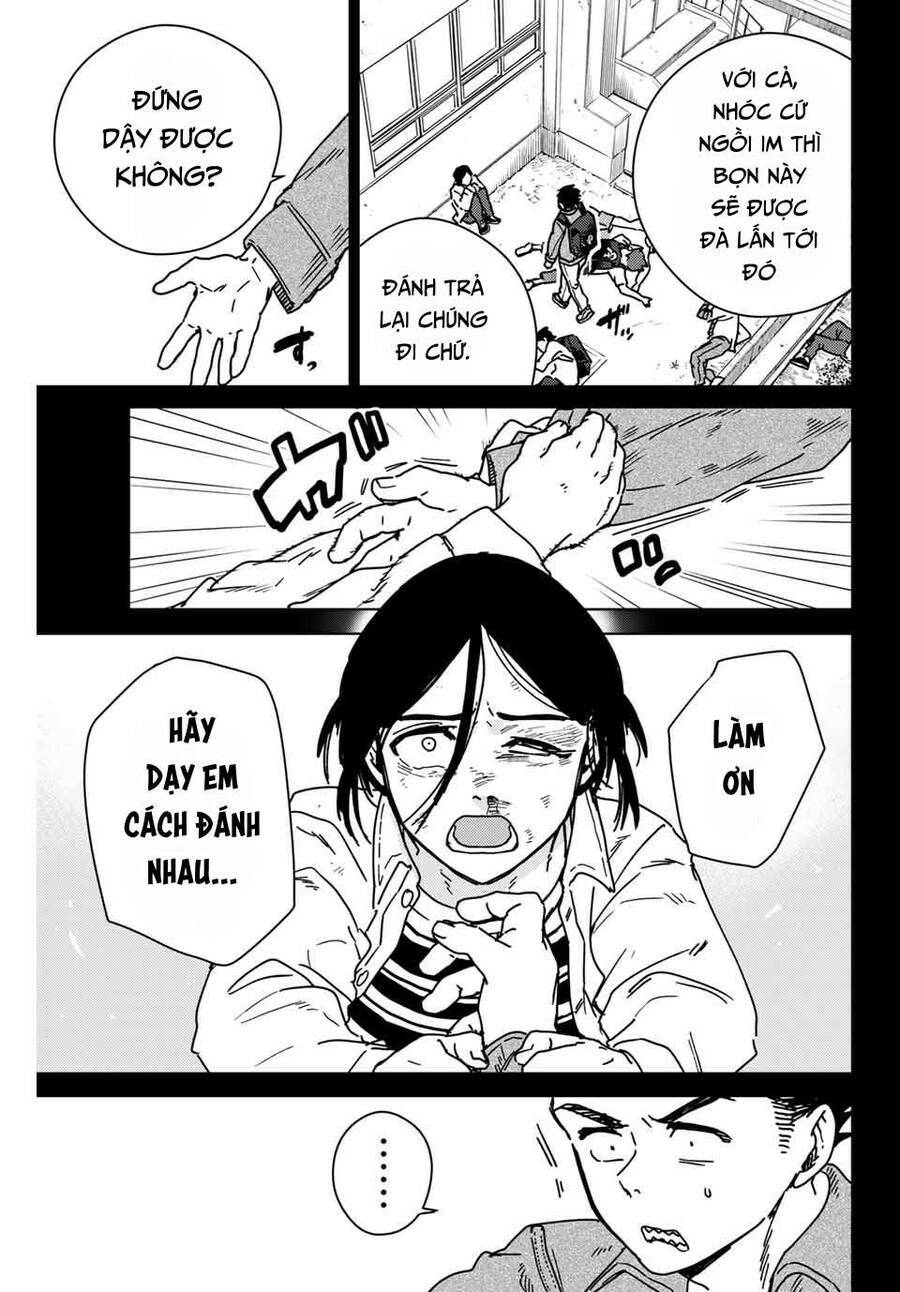 VỚI CẢ,
NHÓC CỨ
NGỒI IM THÌ
BỌN NÀY
SẼ ĐƯỢC
ĐÀ LẤN TỚI
ĐÓ
ĐÁNH TRẢ
LẠI CHÚNG
ĐI CHỨ.
ĐỨNG
DẬY ĐƯỢC
KHÔNG?
す、
LÀM
ƠN
HÃY
DẠY EM
CÁCH ĐÁNH
NHAU...
......